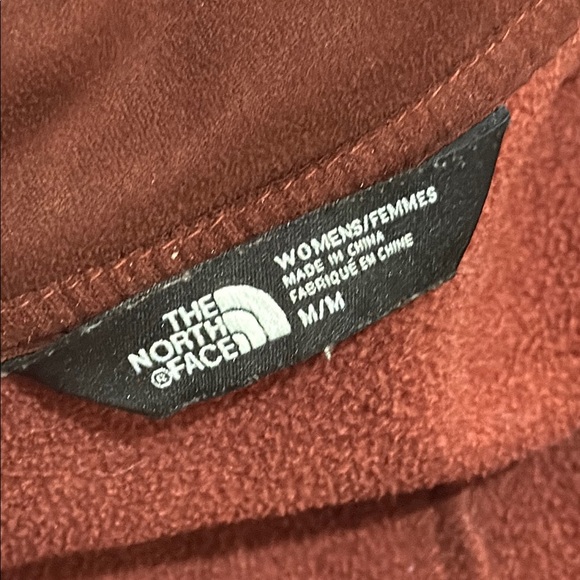 THE
NORTH
®FACE
WOMENS/FEMMES
MADE IN CHINA
FABRIQUE EN CHINE
M/M